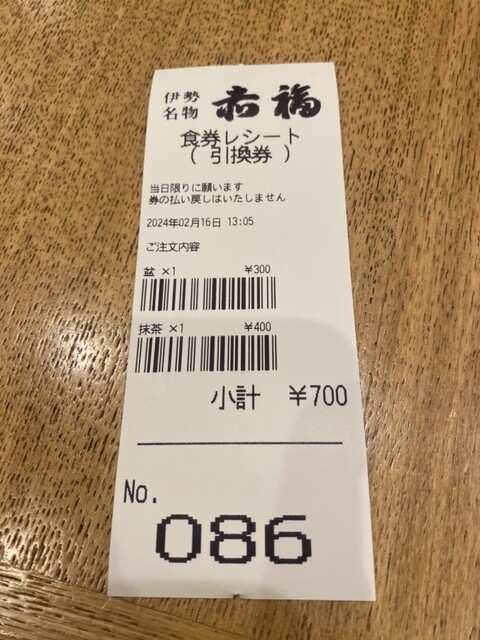 伊勢名物 赤福
食券レシート
( 引換券 )
当日限りに願います
券の払い戻しはいたしません
2024年02月16日 13:05
ご注文内容
盆 ×1 ¥300
抹茶 ×1 ¥400
小計 ¥700
No.
086